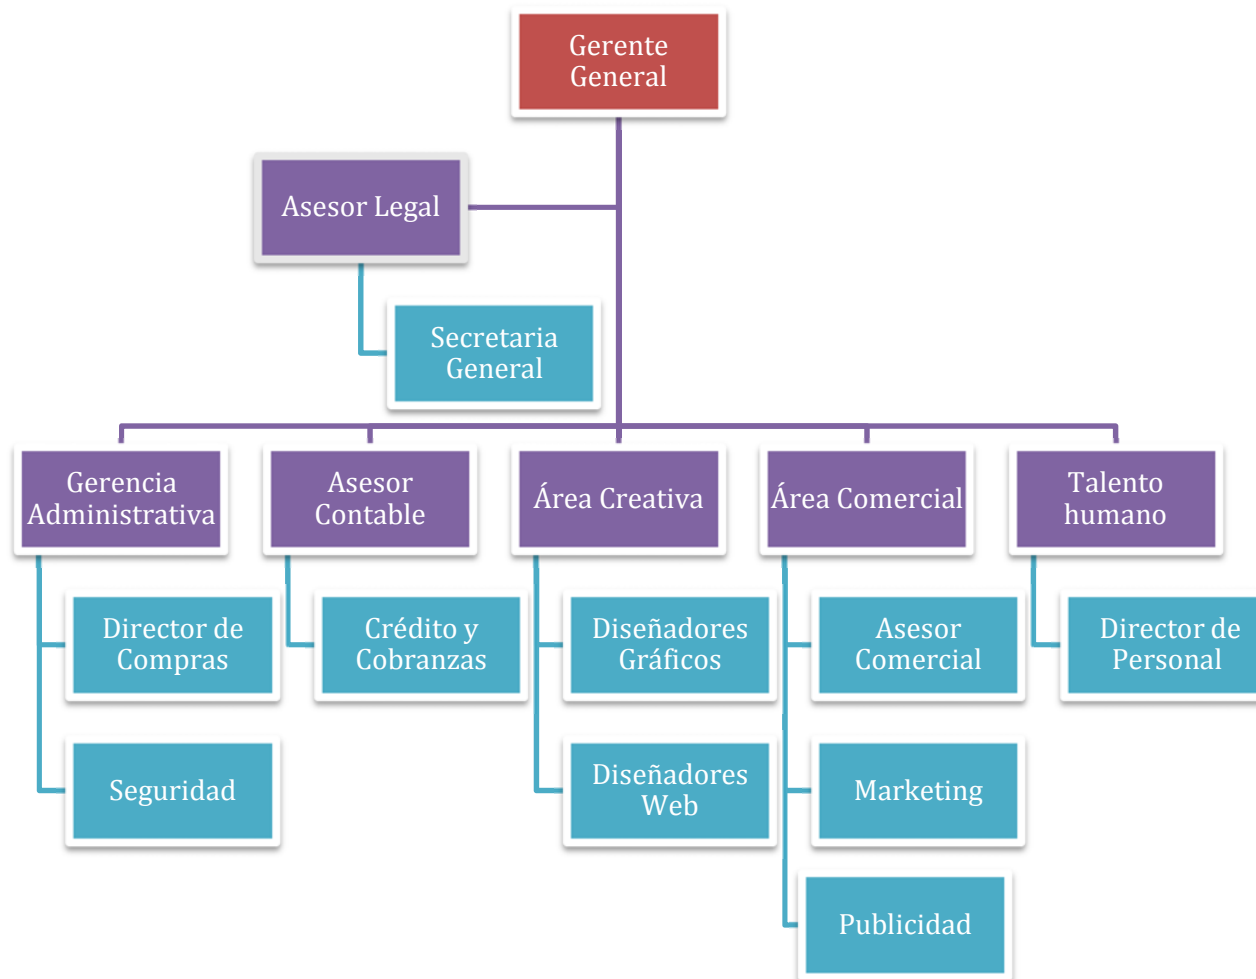 Gerente
General
Asesor Legal
Secretaria
General
Gerencia
Administrativa
Asesor
Contable
Área Creativa
Área Comercial
Talento
humano
Director de
Compras
Crédito y
Cobranzas
Diseñadores
Gráficos
Asesor
Comercial
Director de
Personal
Seguridad
Diseñadores
Web
Marketing
Publicidad